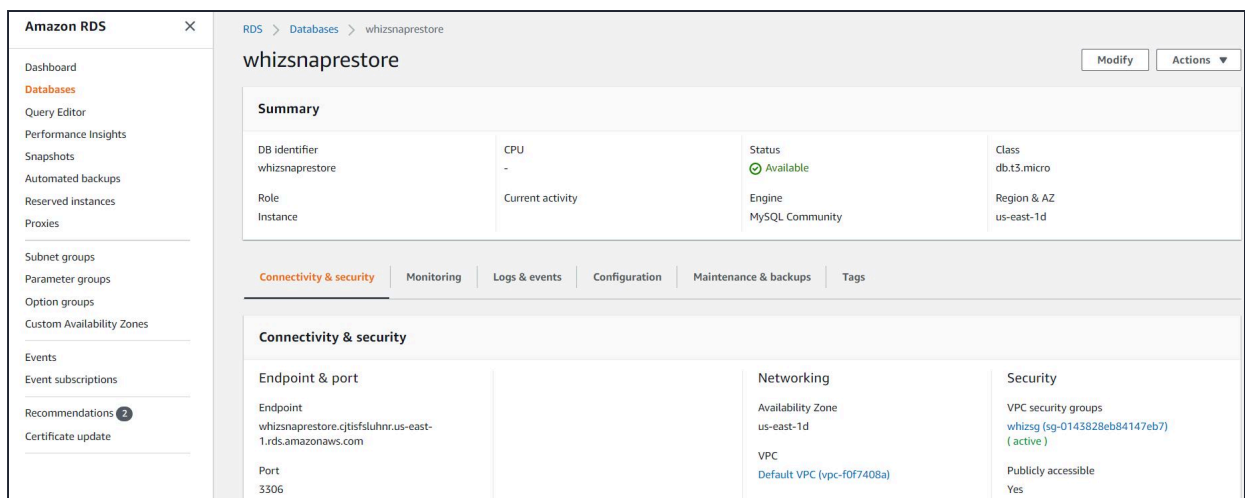 Amazon RDS
Dashboard
Databases
Query Editor
Performance Insights
Snapshots
Automated backups
Reserved instances
Proxies
Subnet groups
Parameter groups
Option groups
Custom Availability Zones
Events
Event subscriptions
Recommendations 2
Certificate update
RDS > Databases > whizsnaprestore
whizsnaprestore
Modify
Actions
Summary
DB identifier
whizsnaprestore
CPU
-
Status
Available
Class
db.t3.micro
Role
Instance
Current activity
Engine
MySQL Community
Region & AZ
us-east-1d
Connectivity & security
Monitoring
Logs & events
Configuration
Maintenance & backups
Tags
Connectivity & security
Endpoint & port
Endpoint
whizsnaprestore.cjtisfsluhnr.us-east-
1.rds.amazonaws.com
Port
3306
Networking
Availability Zone
us-east-1d
VPC
Default VPC (vpc-f0f7408a)
Security
VPC security groups
whizsg (sg-0143828eb84147eb7)
( active )
Publicly accessible
Yes